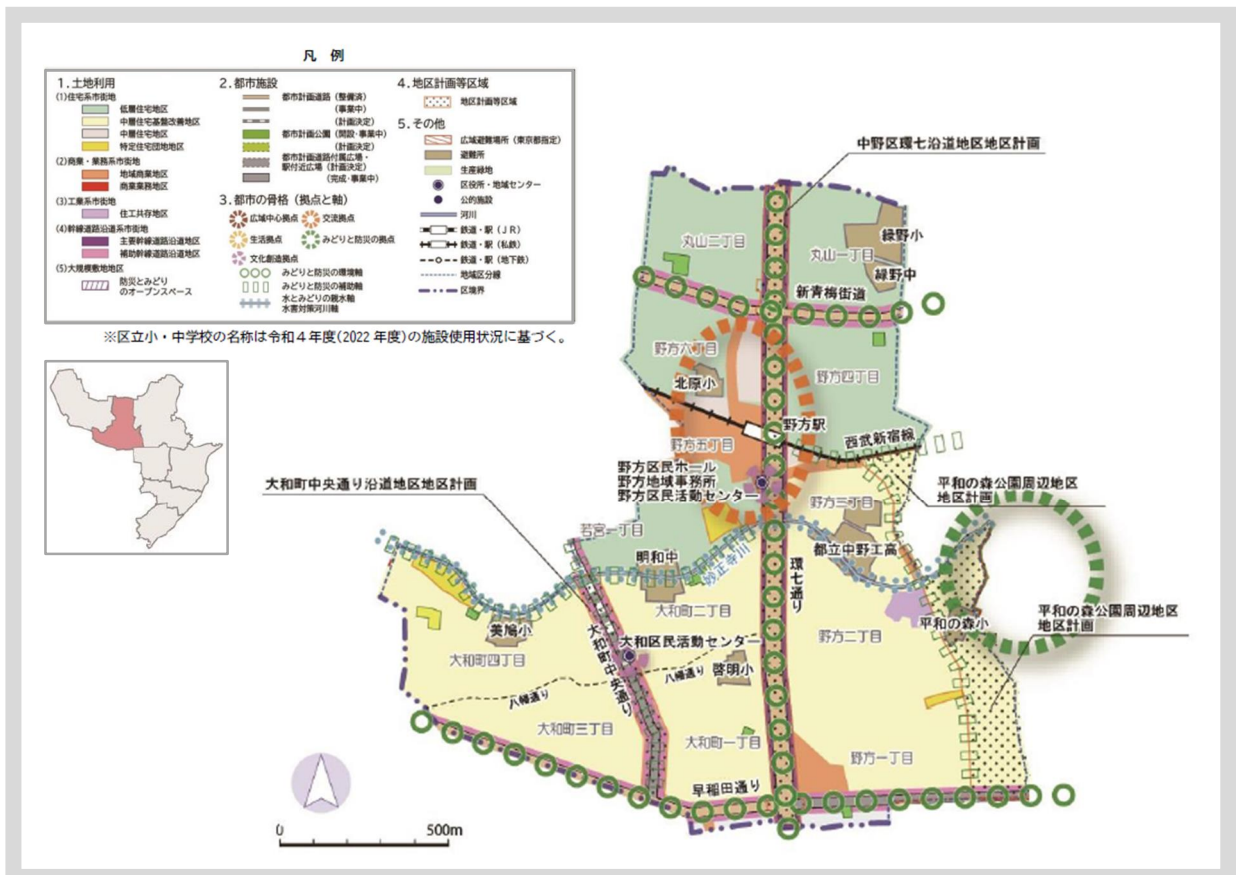 凡 例
1.土地利用
(1)住宅系市街地
低層住宅地区
中層住宅基盤改善地区
中層住宅地区
特定住宅団地地区
(2)商業・業務系市街地
地域商業地区
商業業務地区
(3)工業系市街地
住工共存地区
(4)幹線道路沿道系市街地
主要幹線道路沿道地区
補助幹線道路沿道地区
(5)大規模敷地地区
防災とみどり
のオープンスペース
2.都市施設
都市計画道路(整備済)
(事業中)
(計画決定)
都市計画公園(開設・事業中)
(計画決定)
都市計画道路付属広場・
駅付近広場(計画決定)
(完成・事業中)
3.都市の骨格(拠点と軸)
広域中心拠点
交流拠点
生活拠点
みどりと防災の拠点
文化創造拠点
みどりと防災の環境軸
みどりと防災の補助軸
水とみどりの親水軸
水害対策河川軸
4.地区計画等区域
地区計画等区域
5.その他
広域避難場所(東京都指定)
避難所
生産緑地
区役所・地域センター
公的施設
河川
鉄道・駅(JR)
鉄道・駅(私鉄)
鉄道・駅(地下鉄)
地域区分線
区境界
※区立小・中学校の名称は令和4年度(2022 年度)の施設使用状況に基づく。
中野区環七沿道地区地区計画
丸山二丁目
丸山一丁目
緑野小
緑野中
新青梅街道
野方六丁目
北原小
野方四丁目
野方駅
西武新宿線
野方五丁目
野方区民ホール
野方地域事務所
野方区民活動センター
大和町中央通り沿道地区地区計画
平和の森公園周辺地区
地区計画
野方三丁目
若宮一丁目
明和中
妙正寺川
都立中野工高
環七通り
大和町二丁目
野方二丁目
平和の森小
平和の森公園周辺地区
地区計画
美鳩小
大和町中央通り
大和区民活動センター
大和町四丁目
啓明小
八幡通り
八幡通り
大和町三丁目
大和町一丁目
野方一丁目
早稲田通り
0 500m